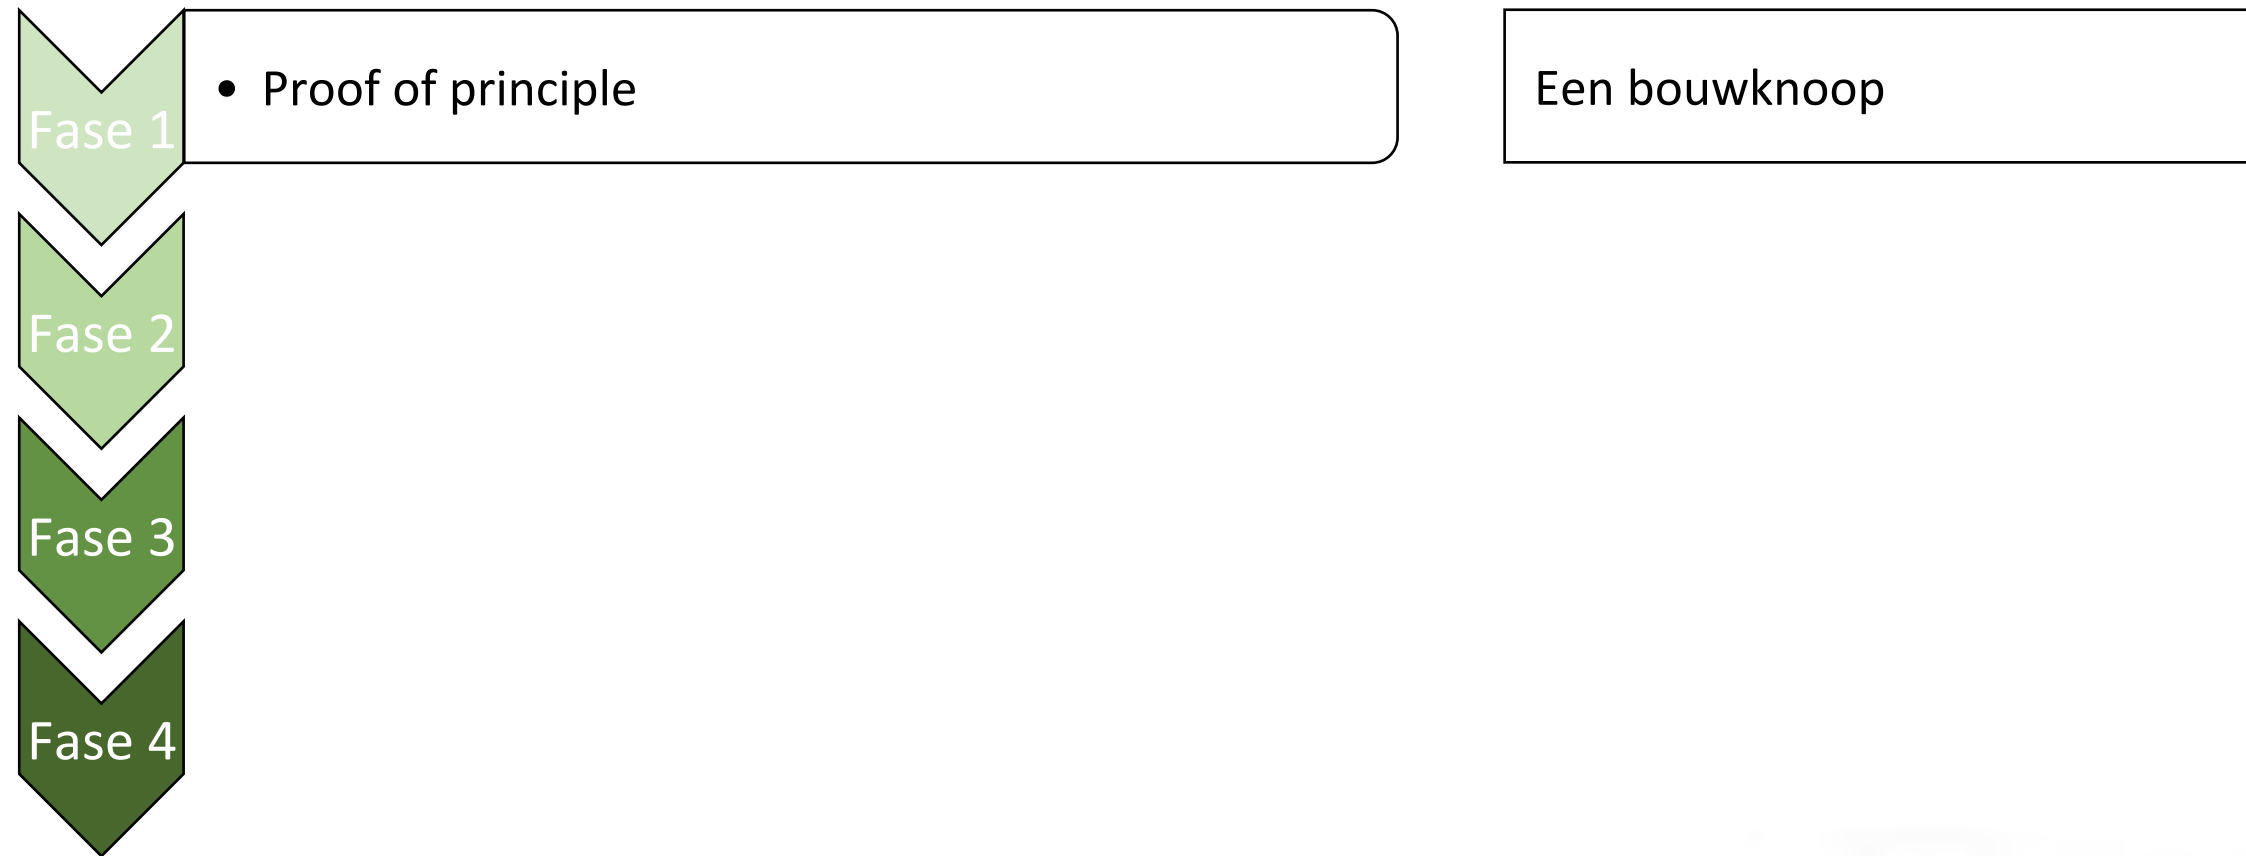 Fase 1
• Proof of principle
Een bouwknoop
Fase 2
Fase 3
Fase 4